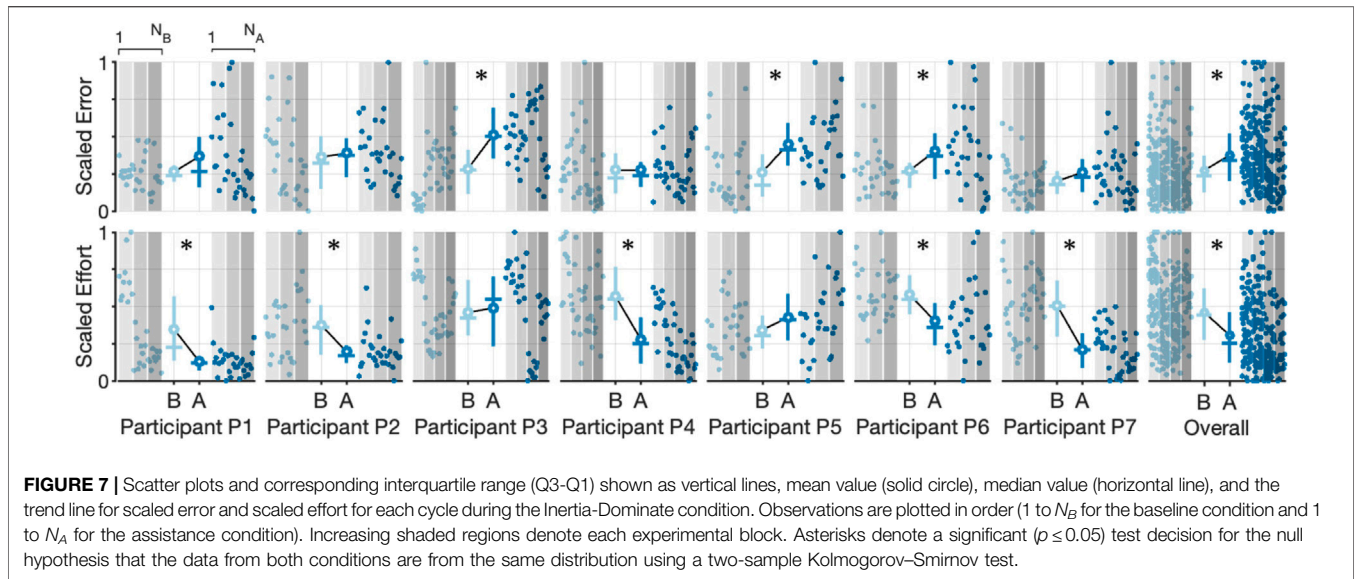 1 N_B 1 N_A
1
* * * *
Scaled Error
0
1
* * * * * *
Scaled Effort
0
B A B A B A B A B A B A B A B A
Participant P1 Participant P2 Participant P3 Participant P4 Participant P5 Participant P6 Participant P7 Overall
FIGURE 7 | Scatter plots and corresponding interquartile range (Q3-Q1) shown as vertical lines, mean value (solid circle), median value (horizontal line), and the
trend line for scaled error and scaled effort for each cycle during the Inertia-Dominate condition. Observations are plotted in order (1 to N_B for the baseline condition and 1
to N_A for the assistance condition). Increasing shaded regions denote each experimental block. Asterisks denote a significant (p ≤ 0.05) test decision for the null
hypothesis that the data from both conditions are from the same distribution using a two-sample Kolmogorov–Smirnov test.